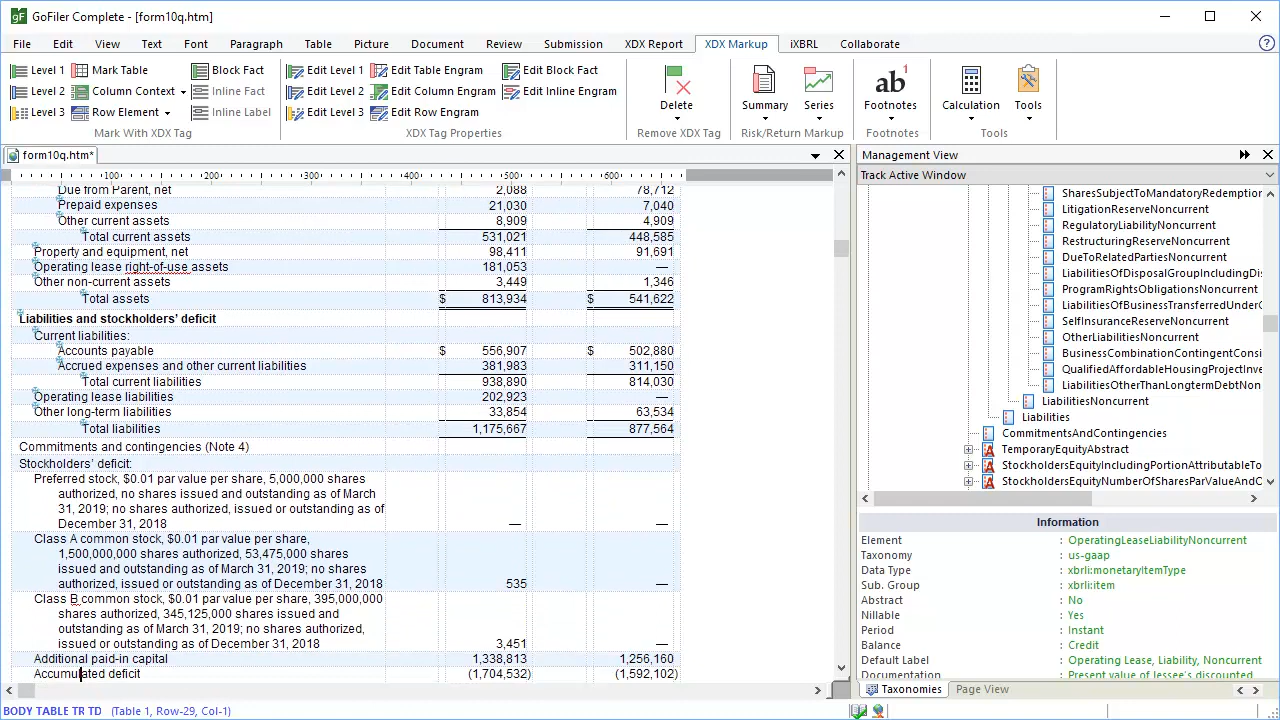 GoFiler Complete - [form10q.htm]
File Edit View Text Font Paragraph Table Picture Document Review Submission XDX Report XDX Markup iXBRL Collaborate
Level 1 Mark Table Block Fact Edit Level 1 Edit Table Engram Edit Block Fact
Level 2 Column Context Inline Fact Edit Level 2 Edit Column Engram Edit Inline Engram
Level 3 Row Element Inline Label Edit Level 3 Edit Row Engram
Delete Summary Series Footnotes Calculation Tools
Mark With XDX Tag XDX Tag Properties Remove XDX Tag Risk/Return Markup Footnotes Tools
form10q.htm*
100 200 300 400 500 600
Due from Parent, net 2,088 78,712
Prepaid expenses 21,030 7,040
Other current assets 8,909 4,909
Total current assets 531,021 448,585
Property and equipment, net 98,411 91,691
Operating lease right-of-use assets 181,053 —
Other non-current assets 3,449 1,346
Total assets $ 813,934 $ 541,622
Liabilities and stockholders' deficit
Current liabilities:
Accounts payable $ 556,907 $ 502,880
Accrued expenses and other current liabilities 381,983 311,150
Total current liabilities 938,890 814,030
Operating lease liabilities 202,923 —
Other long-term liabilities 33,854 63,534
Total liabilities 1,175,667 877,564
Commitments and contingencies (Note 4)
Stockholders' deficit:
Preferred stock, $0.01 par value per share, 5,000,000 shares
authorized, no shares issued and outstanding as of March
31, 2019; no shares authorized, issued or outstanding as of
December 31, 2018 — —
Class A common stock, $0.01 par value per share,
1,500,000,000 shares authorized, 53,475,000 shares
issued and outstanding as of March 31, 2019; no shares
authorized, issued or outstanding as of December 31, 2018 535 —
Class B common stock, $0.01 par value per share, 395,000,000
shares authorized, 345,125,000 shares issued and
outstanding as of March 31, 2019; no shares authorized,
issued or outstanding as of December 31, 2018 3,451 —
Additional paid-in capital 1,338,813 1,256,160
Accumulated deficit (1,704,532) (1,592,102)
Management View
Track Active Window
SharesSubjectToMandatoryRedemption
LitigationReserveNoncurrent
RegulatoryLiabilityNoncurrent
RestructuringReserveNoncurrent
DueToRelatedPartiesNoncurrent
LiabilitiesOfDisposalGroupIncludingDis
ProgramRightsObligationsNoncurrent
LiabilitiesOfBusinessTransferredUnderC
SelfInsuranceReserveNoncurrent
OtherLiabilitiesNoncurrent
BusinessCombinationContingentConsi
QualifiedAffordableHousingProjectInve
LiabilitiesOtherThanLongtermDebtNon
LiabilitiesNoncurrent
Liabilities
CommitmentsAndContingencies
TemporaryEquityAbstract
StockholdersEquityIncludingPortionAttributableTo
StockholdersEquityNumberOfSharesParValueAndC
Information
Element : OperatingLeaseLiabilityNoncurrent
Taxonomy : us-gaap
Data Type : xbrli:monetaryItemType
Sub. Group : xbrli:item
Abstract : No
Nillable : Yes
Period : Instant
Balance : Credit
Default Label : Operating Lease, Liability, Noncurrent
Documentation : Present value of lessee's discounted
Taxonomies Page View
BODY TABLE TR TD (Table 1, Row-29, Col-1)